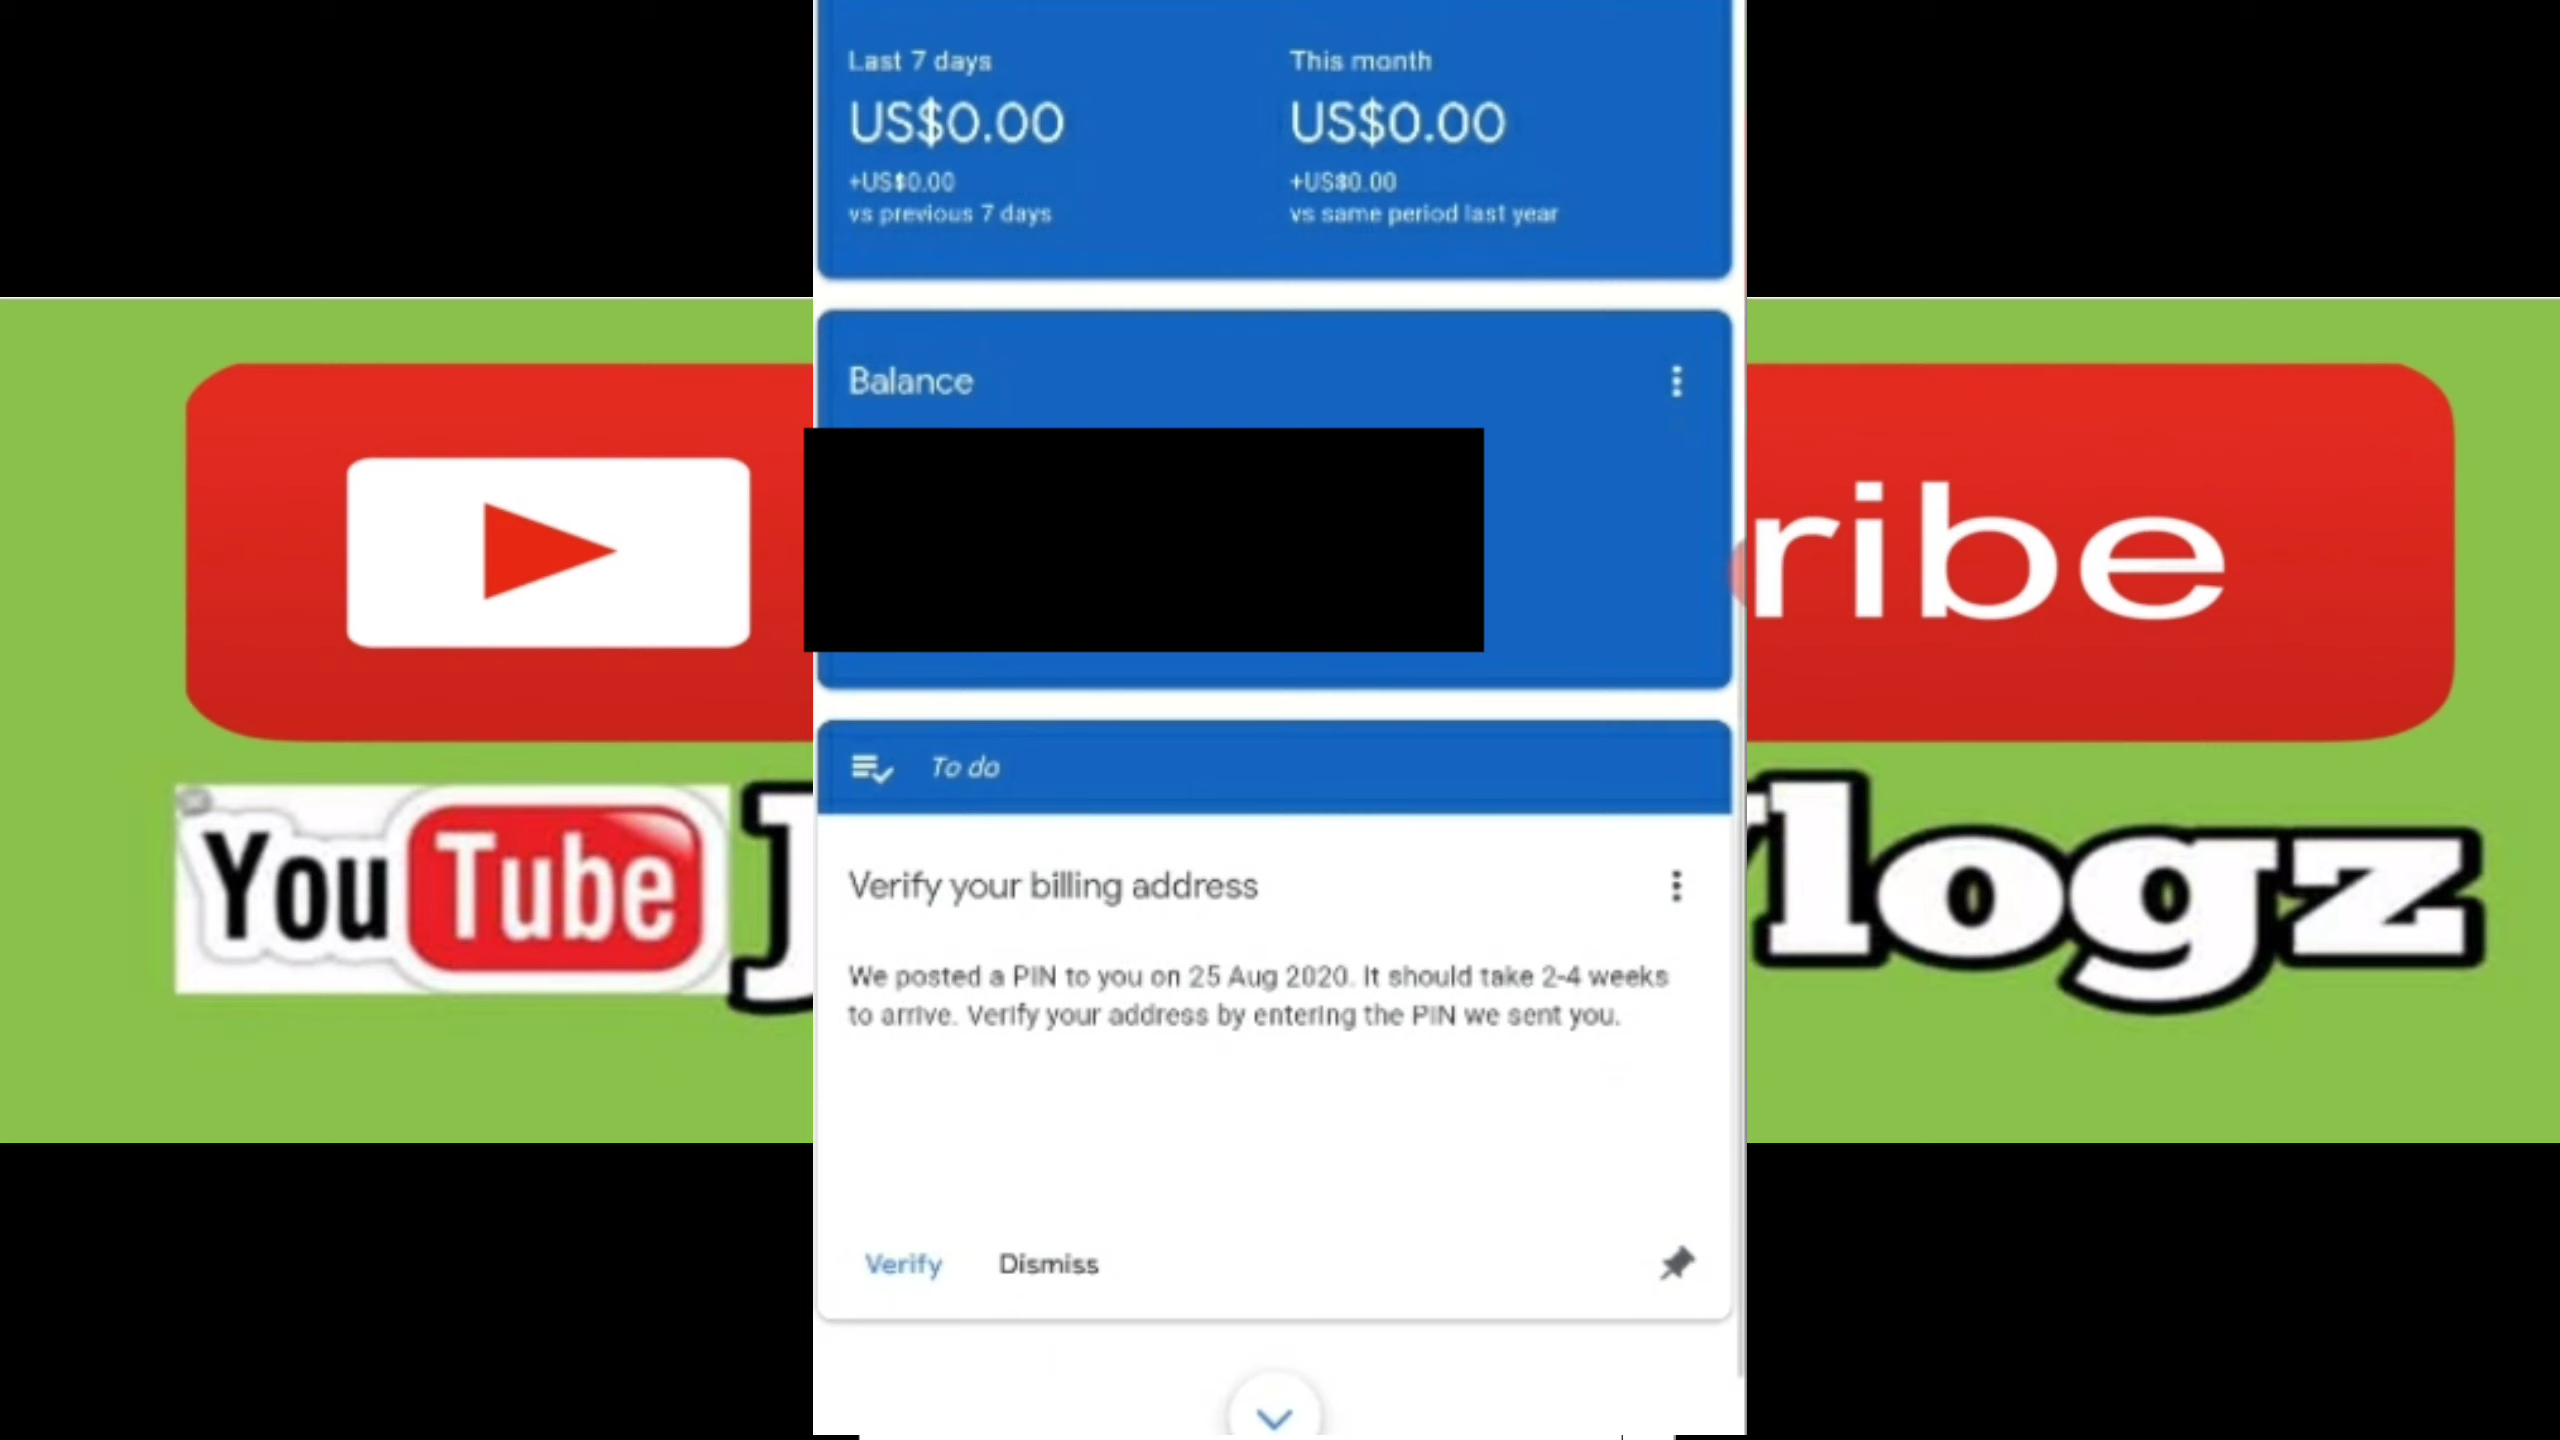 Last 7 days
US$0.00
+US$0.00
vs previous 7 days
This month
US$0.00
+US$0.00
vs same period last year
Balance
ribe
To do
YouTube J
Vlogz
Verify your billing address
We posted a PIN to you on 25 Aug 2020. It should take 2-4 weeks
to arrive. Verify your address by entering the PIN we sent you.
Verify
Dismiss